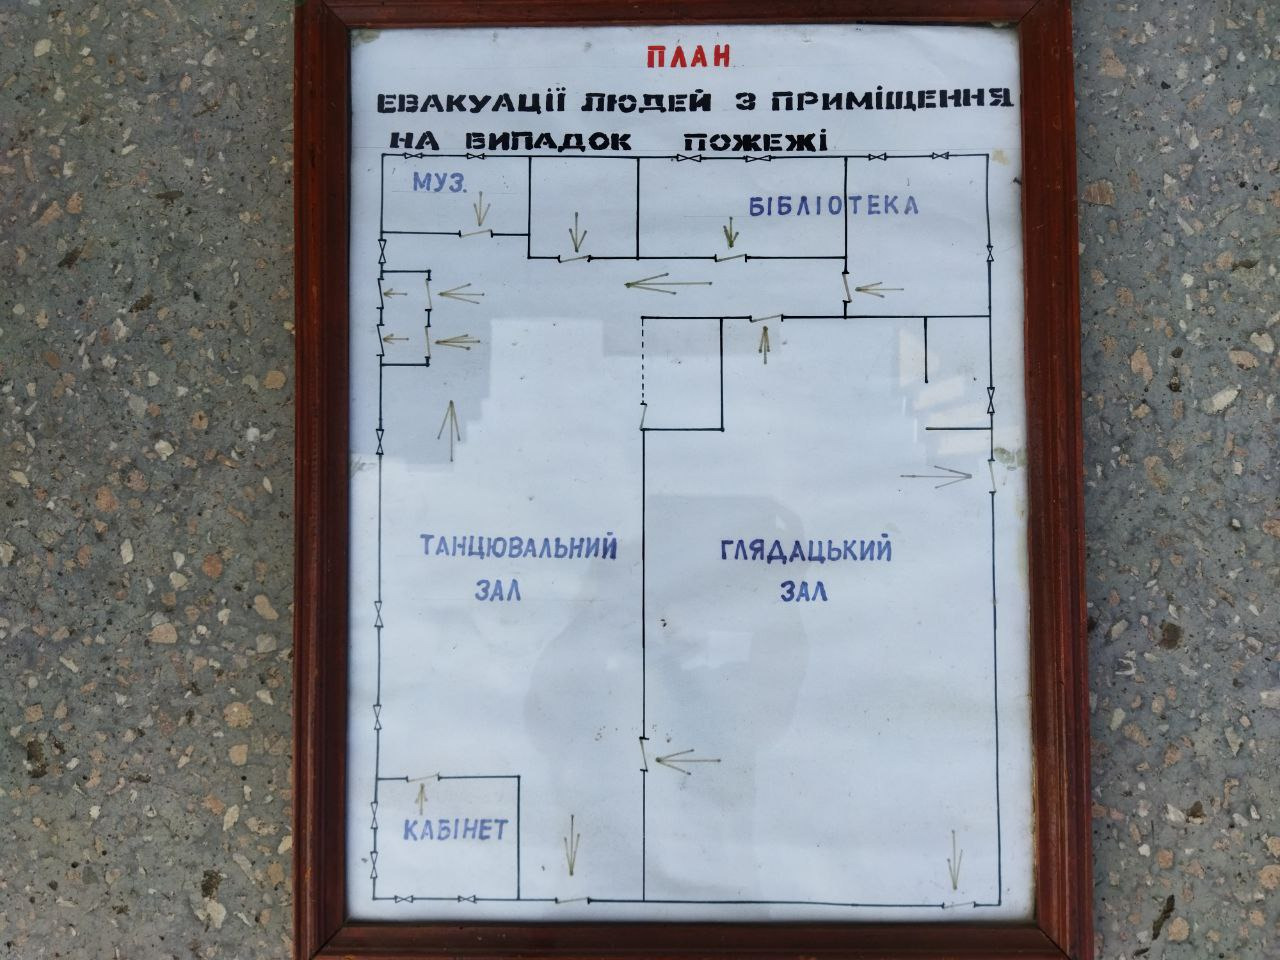 ПЛАН
ЕВАКУАЦІЇ ЛЮДЕЙ З ПРИМІЩЕННЯ
НА ВИПАДОК ПОЖЕЖІ
МУЗ.
БІБЛІОТЕКА
ТАНЦЮВАЛЬНИЙ
ЗАЛ
ГЛЯДАЦЬКИЙ
ЗАЛ
КАБІНЕТ